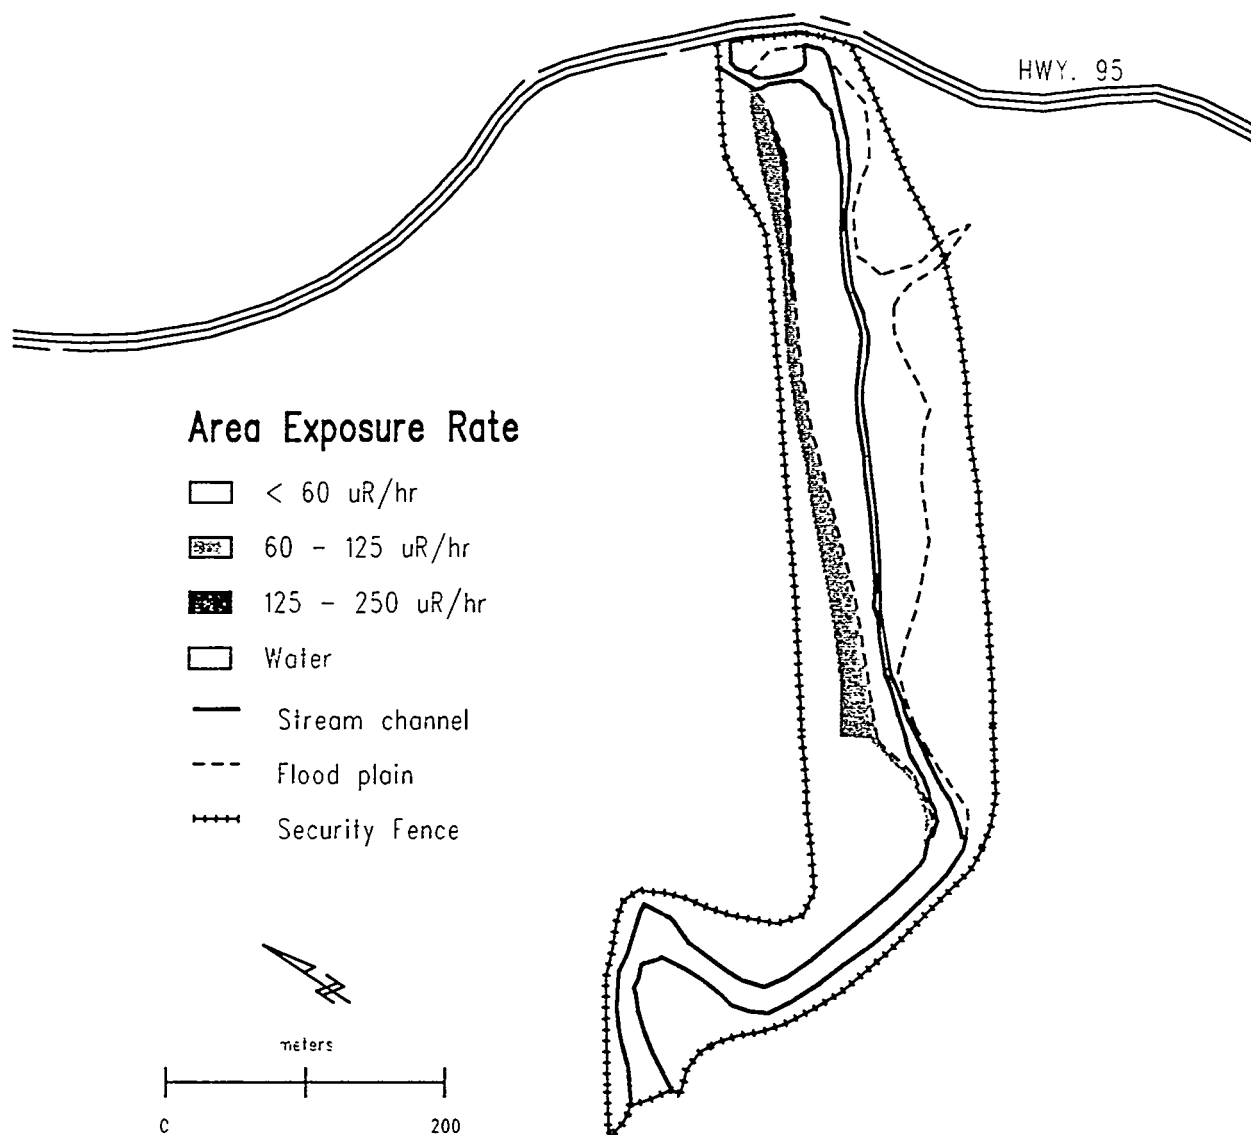 HWY. 95
Area Exposure Rate
< 60 uR/hr
60 - 125 uR/hr
125 - 250 uR/hr
Water
Stream channel
Flood plain
Security Fence
N
meters
0 200